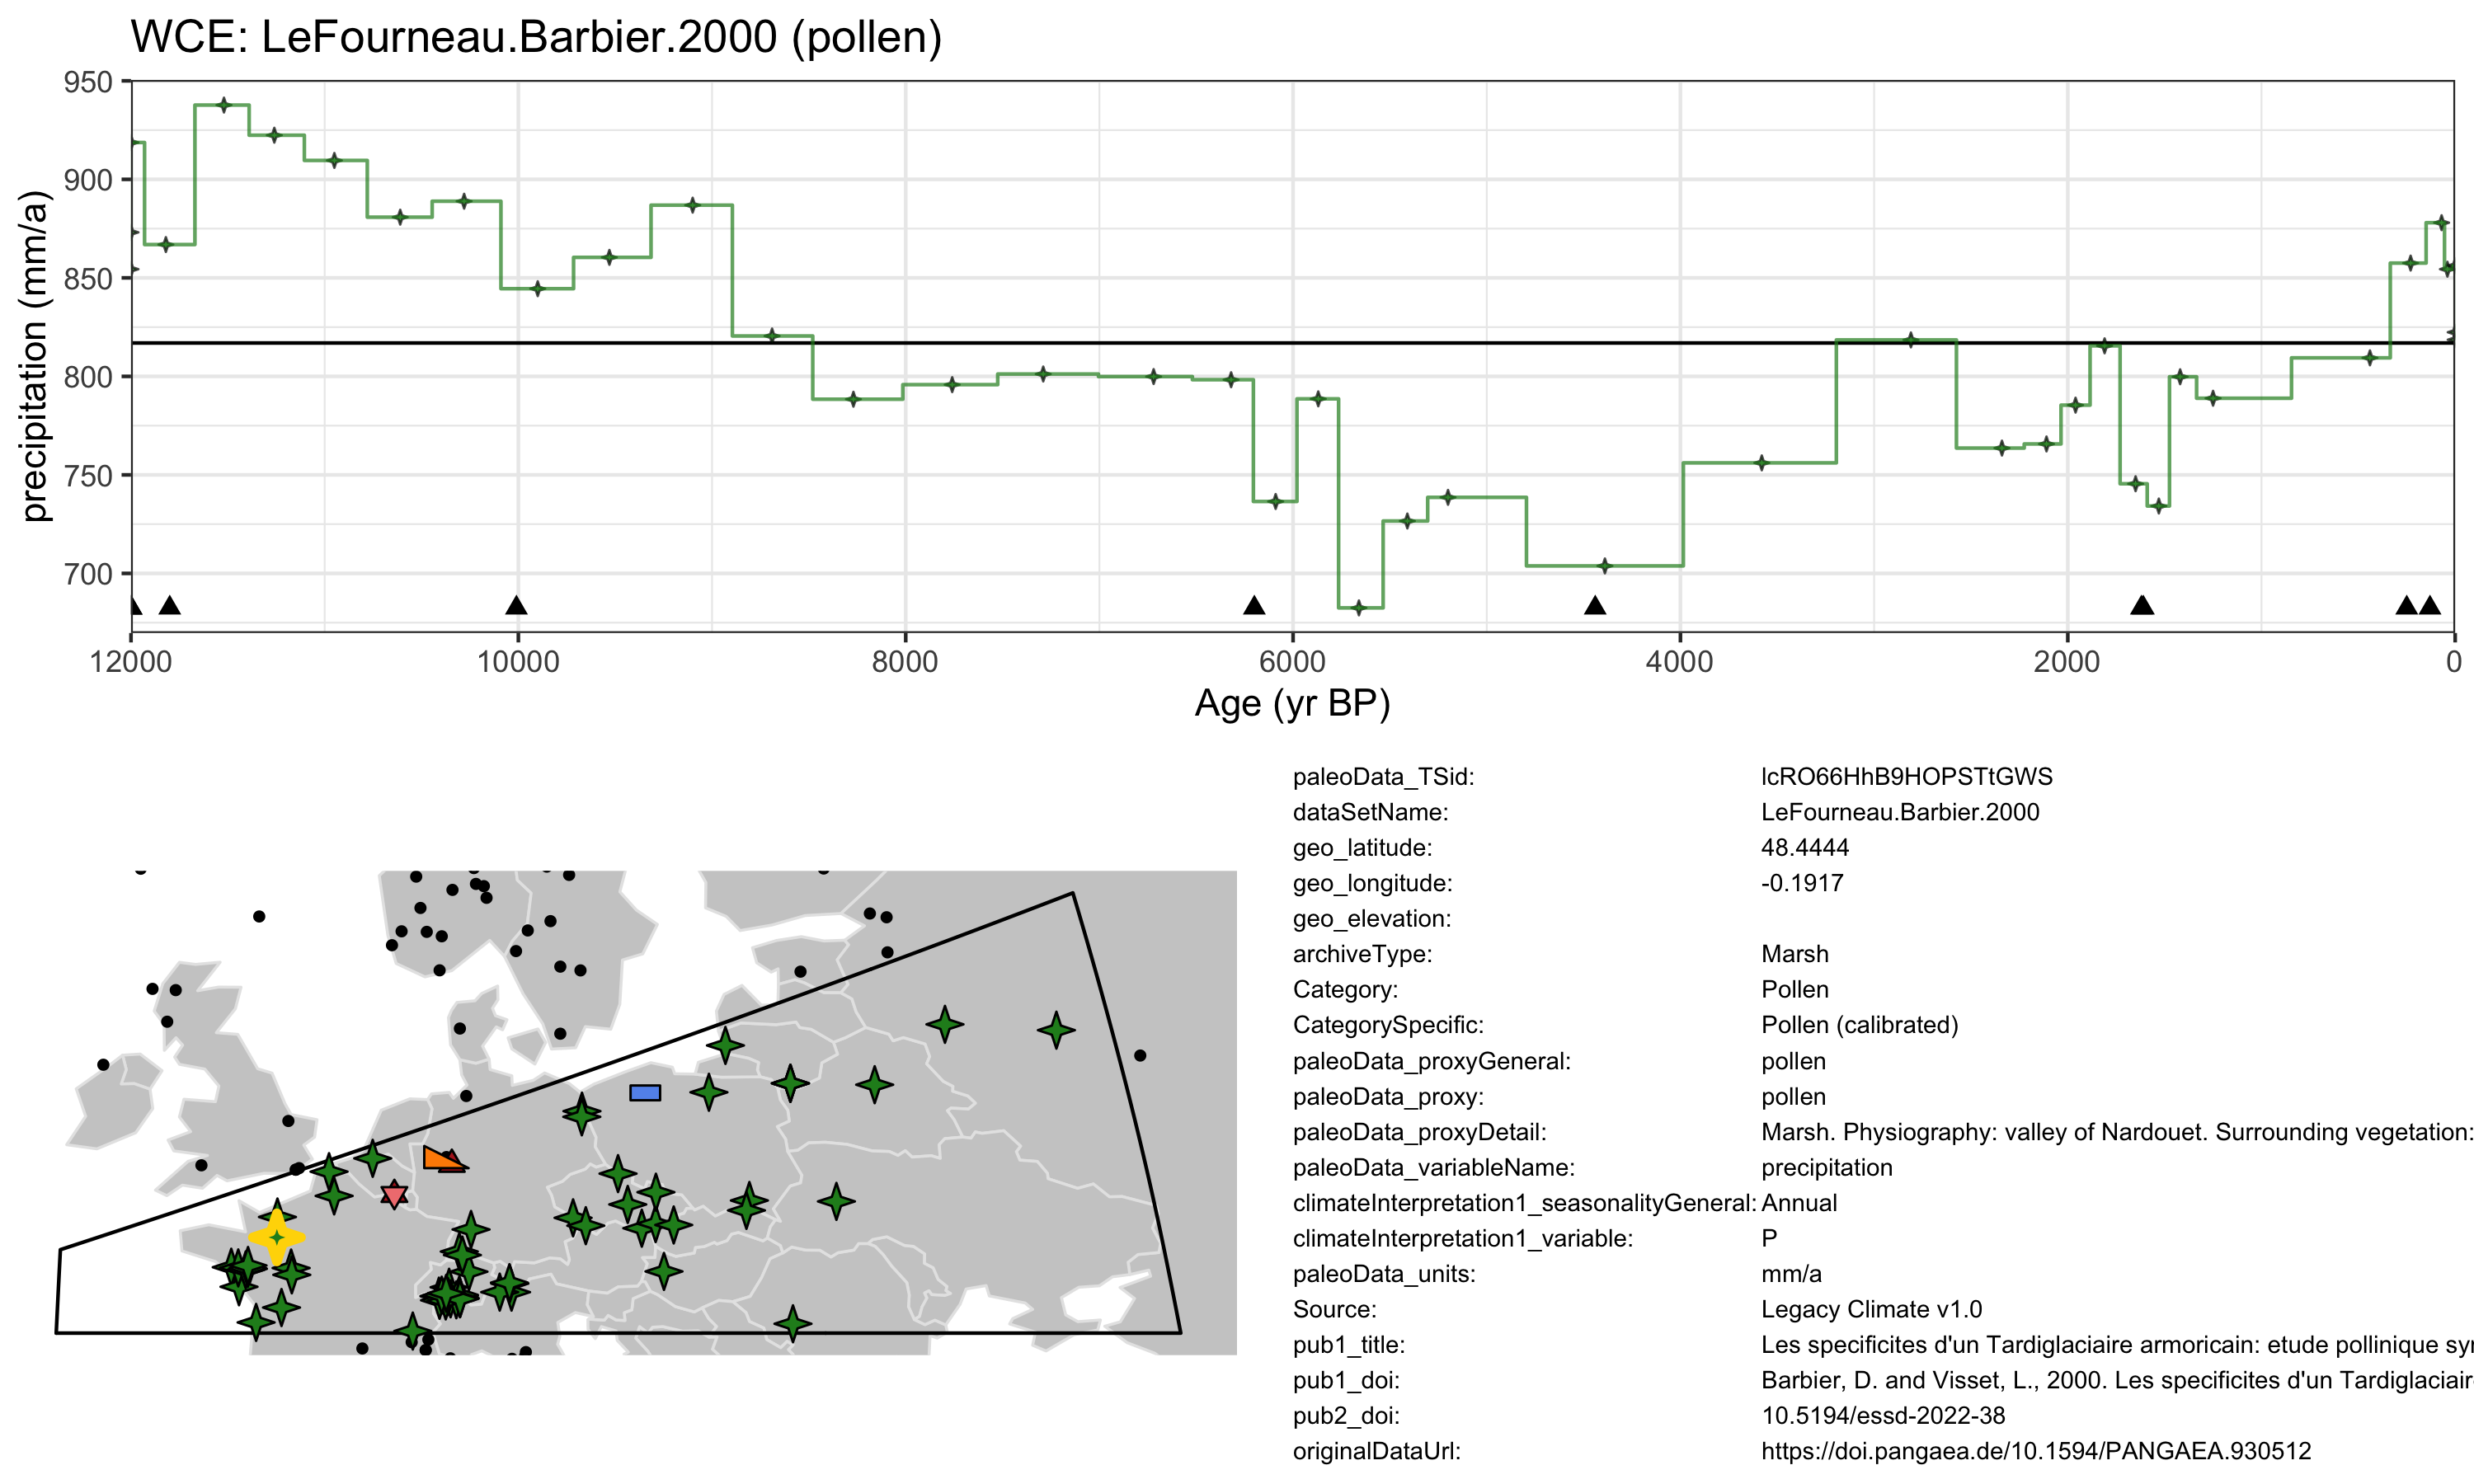 WCE: LeFourneau.Barbier.2000 (pollen)
precipitation (mm/a)
950
900
850
800
750
700
12000 10000 8000 6000 4000 2000 0
Age (yr BP)
paleoData_TSid: lcRO66HhB9HOPSTtGWS
dataSetName: LeFourneau.Barbier.2000
geo_latitude: 48.4444
geo_longitude: -0.1917
geo_elevation:
archiveType: Marsh
Category: Pollen
CategorySpecific: Pollen (calibrated)
paleoData_proxyGeneral: pollen
paleoData_proxy: pollen
paleoData_proxyDetail: Marsh. Physiography: valley of Nardouet. Surrounding vegetation:
paleoData_variableName: precipitation
climateInterpretation1_seasonalityGeneral: Annual
climateInterpretation1_variable: P
paleoData_units: mm/a
Source: Legacy Climate v1.0
pub1_title: Les specificites d'un Tardiglaciaire armoricain: etude pollinique
pub1_doi: Barbier, D. and Visset, L., 2000. Les specificites d'un Tardiglaciair
pub2_doi: 10.5194/essd-2022-38
originalDataUrl: https://doi.pangaea.de/10.1594/PANGAEA.930512